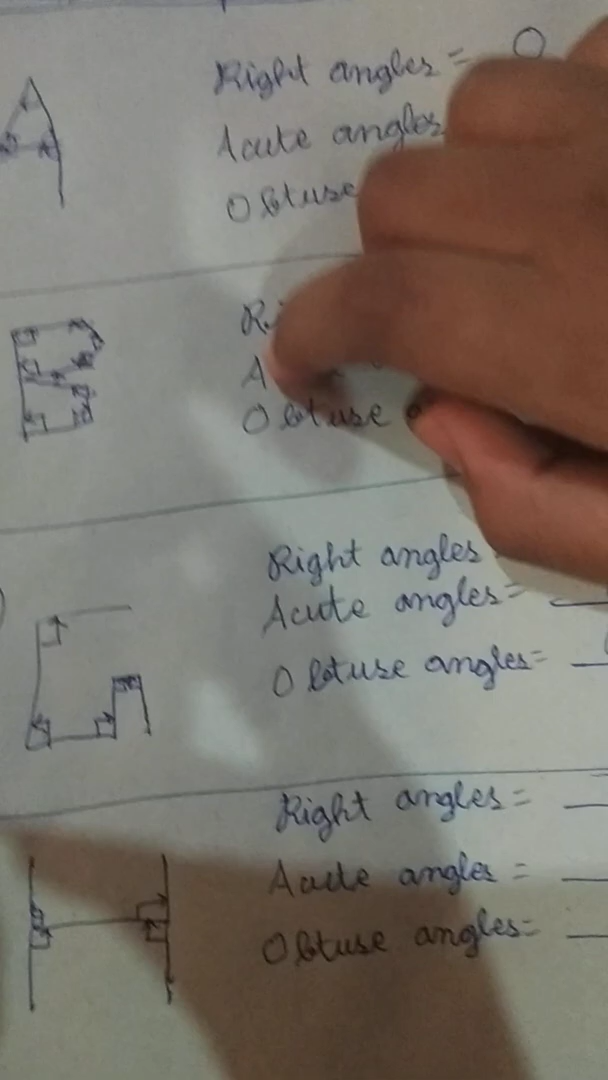 Right angles = 0
Acute angles
Obtuse
Obtuse
Right angles
Acute angles=
Obtuse angles=
Right angles=
Acute angles =
Obtuse angles=